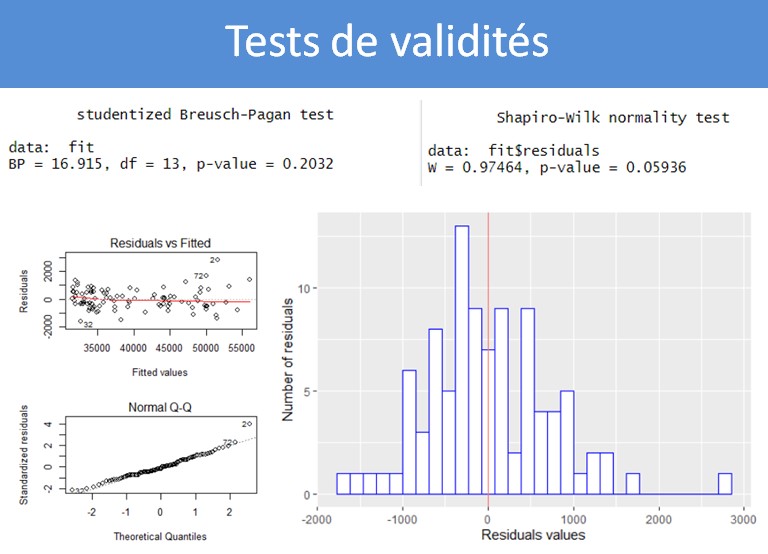 Tests de validités
studentized Breusch-Pagan test
data: fit
BP = 16.915, df = 13, p-value = 0.2032
Shapiro-Wilk normality test
data: fit$residuals
W = 0.97464, p-value = 0.05936
Residuals vs Fitted
Residuals
2000
0
-2000
2
72
32
35000 40000 45000 50000 55000
Fitted values
Normal Q-Q
Standardized residuals
4
2
0
-2
2
72
-2 -1 0 1 2
Theoretical Quantiles
Number of residuals
10
5
0
-2000 -1000 0 1000 2000 3000
Residuals values